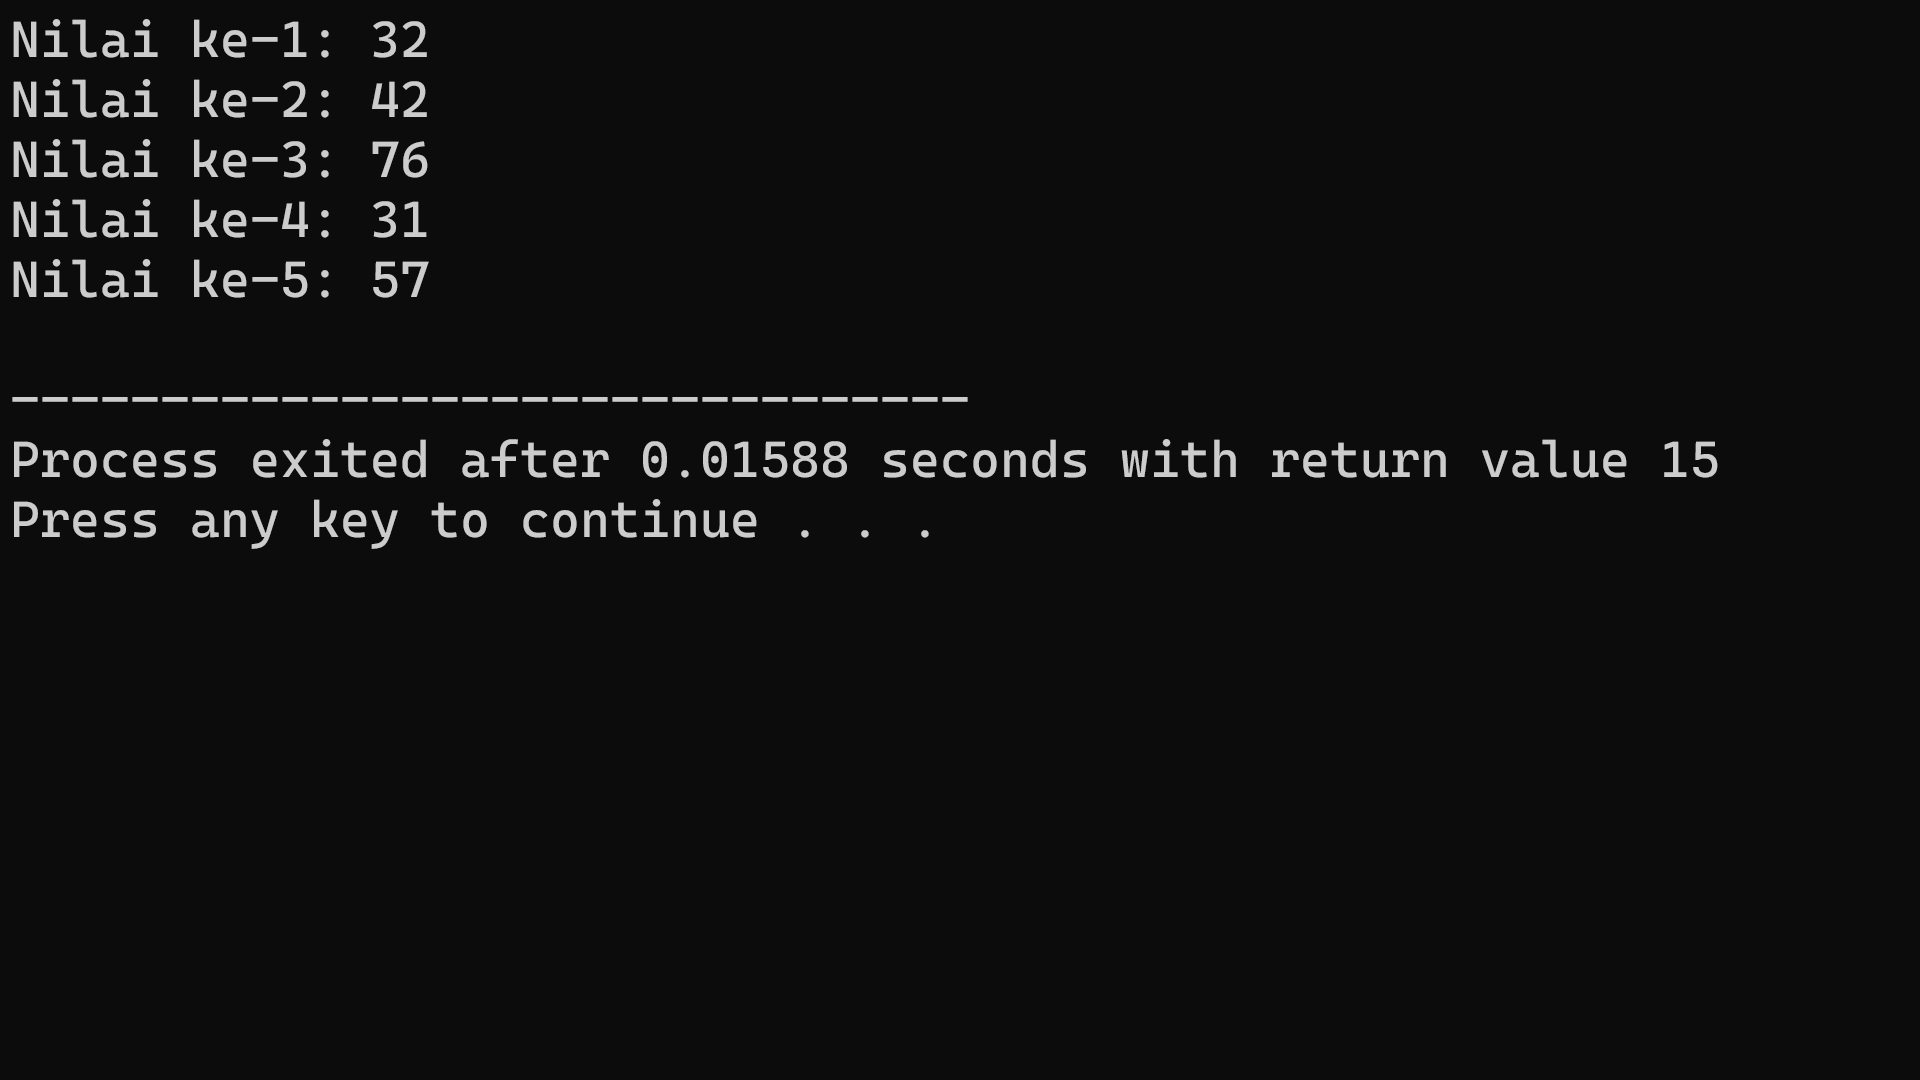 Nilai ke-1: 32
Nilai ke-2: 42
Nilai ke-3: 76
Nilai ke-4: 31
Nilai ke-5: 57
--------------------------------
Process exited after 0.01588 seconds with return value 15
Press any key to continue . . .